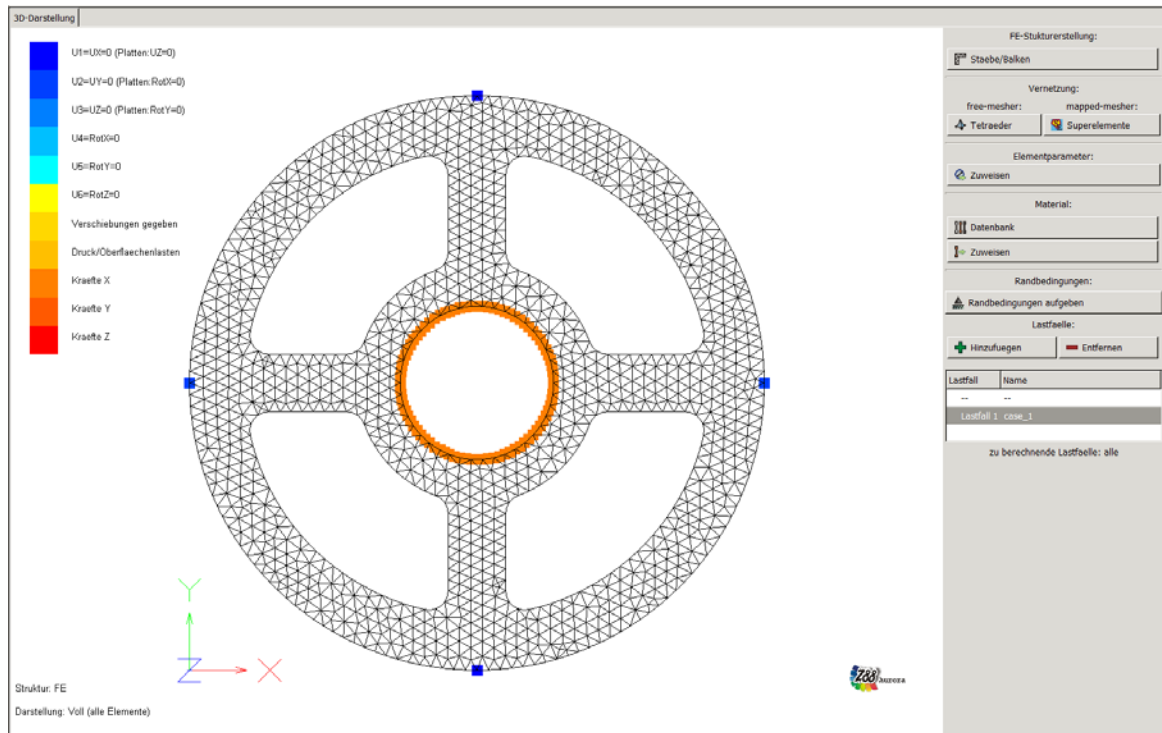 3D-Darstellung
U1=UX=0 (Platten:UZ=0)
U2=UY=0 (Platten:RotX=0)
U3=UZ=0 (Platten:RotY=0)
U4=RotX=0
U5=RotY=0
U6=RotZ=0
Verschiebungen gegeben
Druck/Oberflaechenlasten
Kraefte X
Kraefte Y
Kraefte Z
Y
Z X
Struktur: FE
Darstellung: Voll (alle Elemente)
Z88 Aurora
FE-Stukturerstellung:
Staebe/Balken
Vernetzung:
free-mesher: mapped-mesher:
Tetraeder Superelemente
Elementparameter:
Zuweisen
Material:
Datenbank
Zuweisen
Randbedingungen:
Randbedingungen aufgeben
Lastfaelle:
Hinzufuegen Entfernen
Lastfall Name
-- --
Lastfall 1 case_1
zu berechnende Lastfaelle: alle